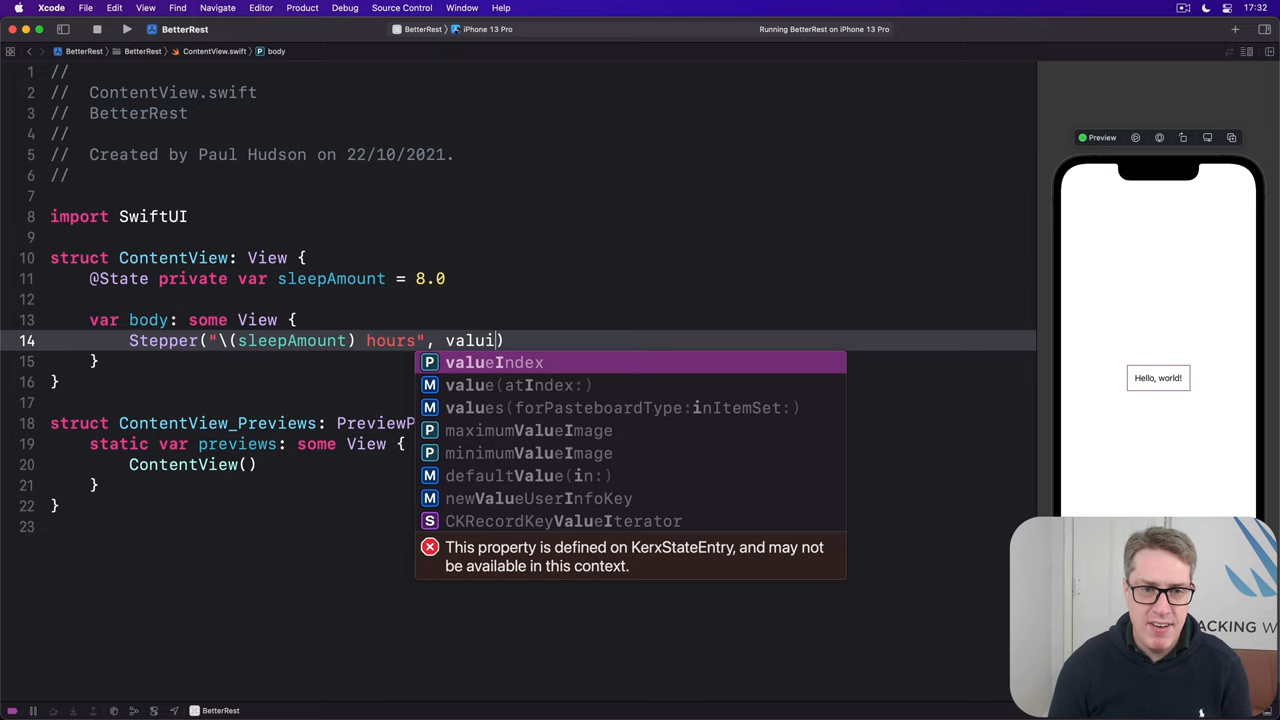 Xcode File Edit View Find Navigate Editor Product Debug Source Control Window Help 17:32
BetterRest BetterRest iPhone 13 Pro Running BetterRest on iPhone 13 Pro
BetterRest BetterRest ContentView.swift P body
1 //
2 // ContentView.swift
3 // BetterRest
4 //
5 // Created by Paul Hudson on 22/10/2021.
6 //
7
8 import SwiftUI
9
10 struct ContentView: View {
11 @State private var sleepAmount = 8.0
12
13 var body: some View {
14 Stepper("\(sleepAmount) hours", valui)
15 }
16 }
17
18 struct ContentView_Previews: PreviewP
19 static var previews: some View {
20 ContentView()
21 }
22 }
23
P valueIndex
M value(atIndex:)
M values(forPasteboardType:inItemSet:)
P maximumValueImage
P minimumValueImage
M defaultValue(in:)
M newValueUserInfoKey
S CKRecordKeyValueIterator
This property is defined on KerxStateEntry, and may not
be available in this context.
Preview
Hello, world!
ACKING W
BetterRest